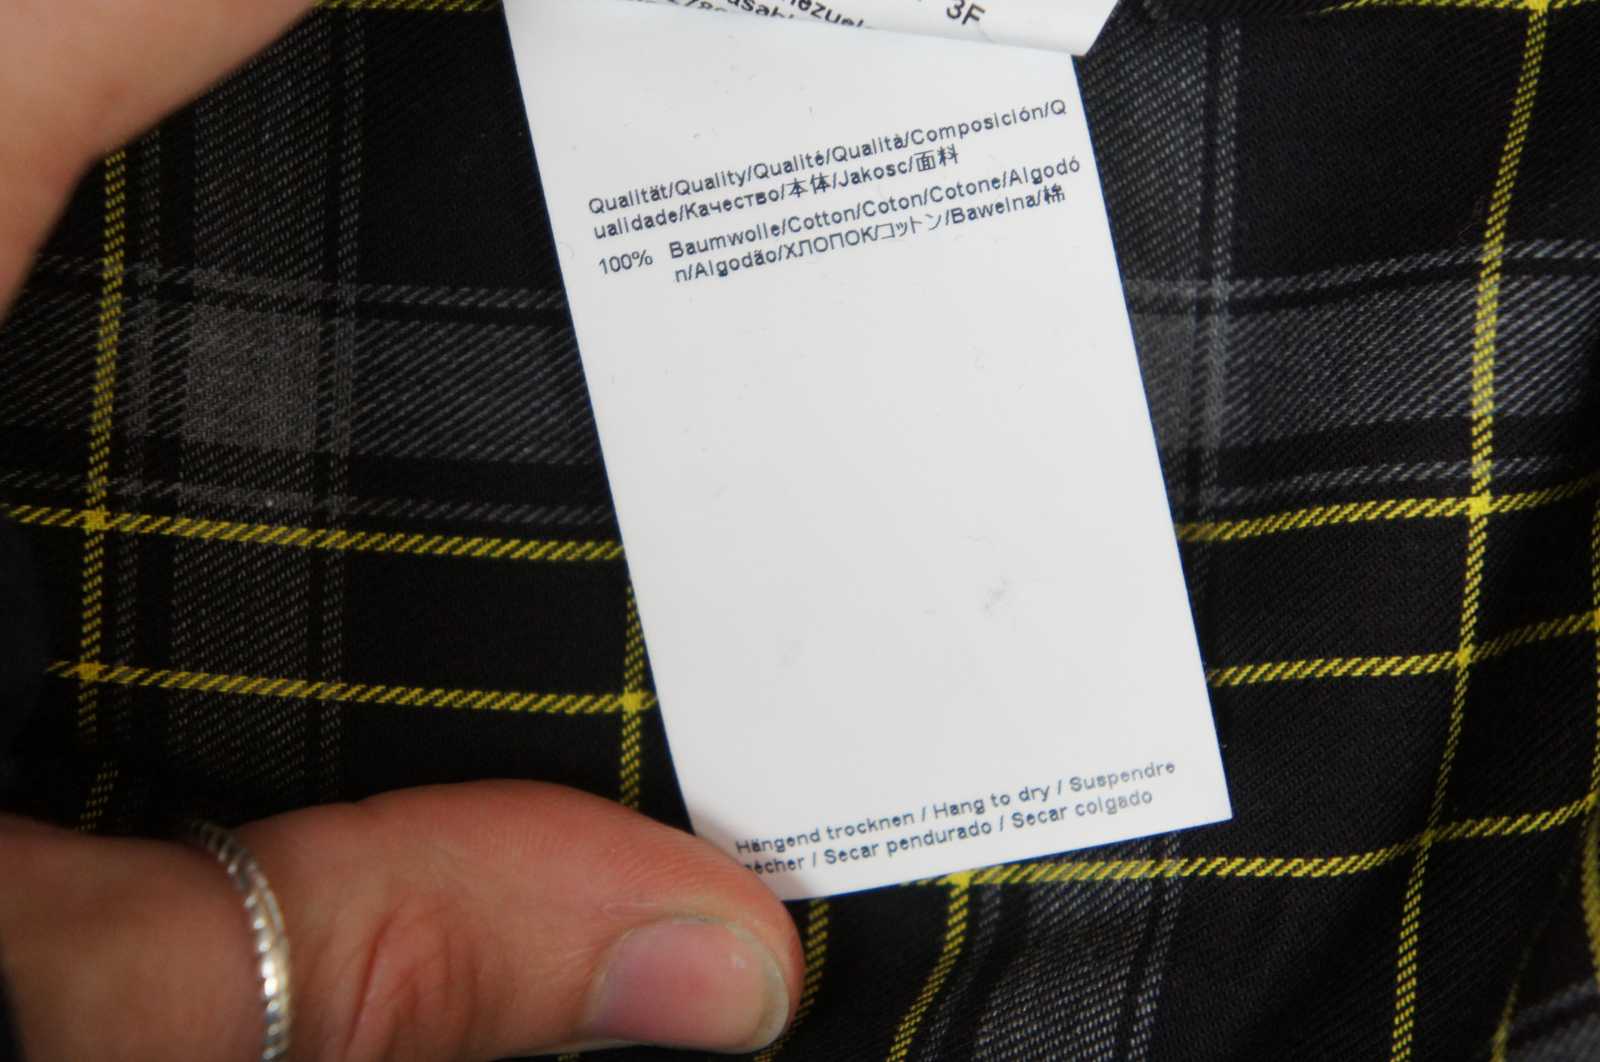 3F
Qualität/Quality/Qualité/Qualità/Composición/Q
ualidade/Качество/本体/Jakosc/面料
100% Baumwolle/Cotton/Coton/Cotone/Algodó
n/Algodão/ХЛОПОК/コットン/Bawelna/棉
Hängend trocknen / Hang to dry / Suspendre
sécher / Secar pendurado / Secar colgado